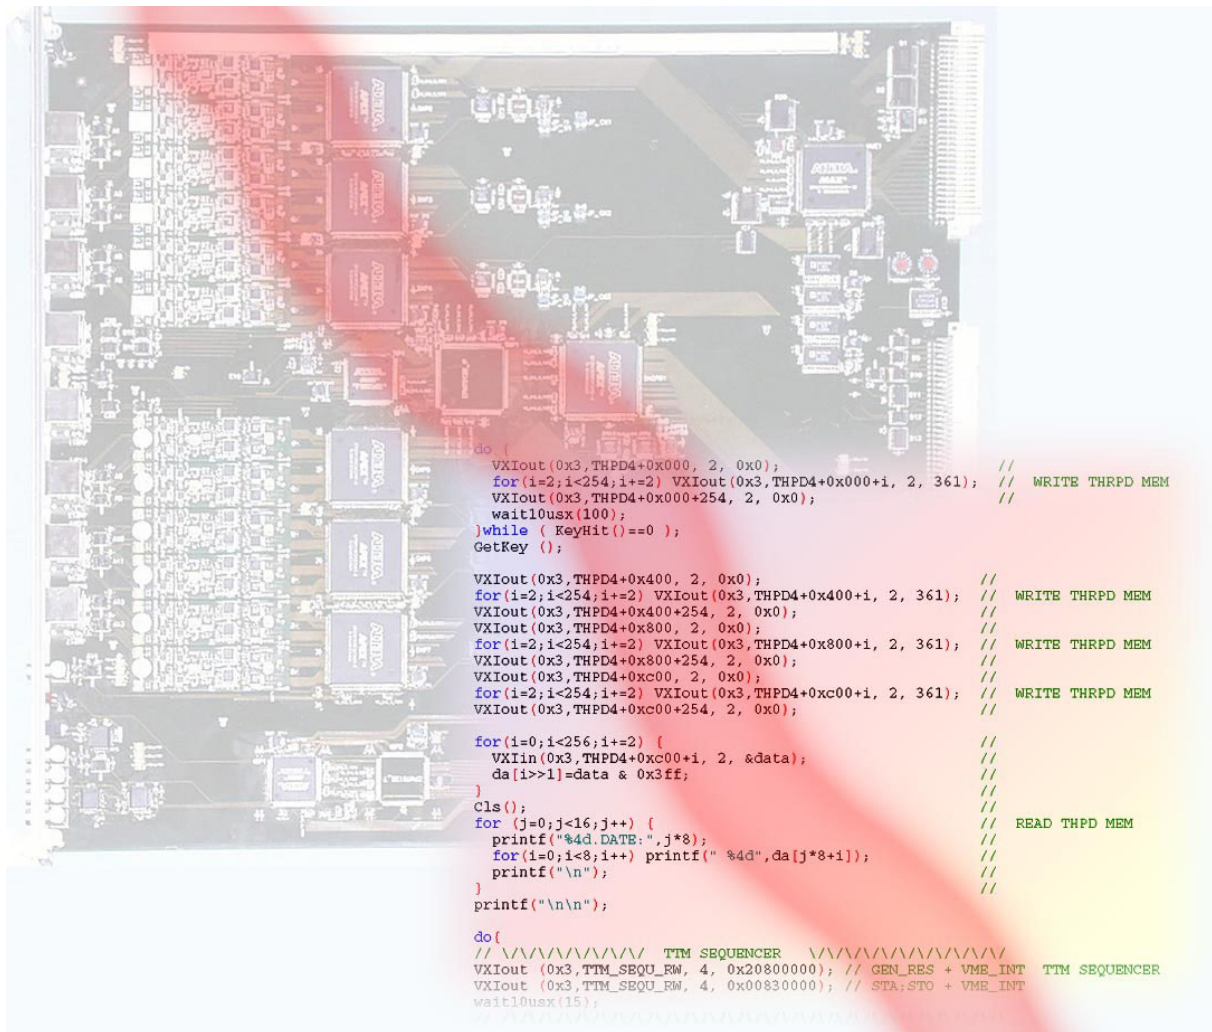 ALTERA
MAX
do {
VXIout(0x3,THPD4+0x000, 2, 0x0); //
for(i=2;i<254;i+=2) VXIout(0x3,THPD4+0x000+i, 2, 361); // WRITE THRPD MEM
VXIout(0x3,THPD4+0x000+254, 2, 0x0); //
wait10usx(100);
}while ( KeyHit()==0 );
GetKey ();
VXIout(0x3,THPD4+0x400, 2, 0x0); //
for(i=2;i<254;i+=2) VXIout(0x3,THPD4+0x400+i, 2, 361); // WRITE THRPD MEM
VXIout(0x3,THPD4+0x400+254, 2, 0x0); //
VXIout(0x3,THPD4+0x800, 2, 0x0); //
for(i=2;i<254;i+=2) VXIout(0x3,THPD4+0x800+i, 2, 361); // WRITE THRPD MEM
VXIout(0x3,THPD4+0x800+254, 2, 0x0); //
VXIout(0x3,THPD4+0xc00, 2, 0x0); //
for(i=2;i<254;i+=2) VXIout(0x3,THPD4+0xc00+i, 2, 361); // WRITE THRPD MEM
VXIout(0x3,THPD4+0xc00+254, 2, 0x0); //
for(i=0;i<256;i+=2) { //
VXIin(0x3,THPD4+0xc00+i, 2, &data); //
da[i>>1]=data & 0x3ff; //
} //
Cls(); //
for (j=0;j<16;j++) { // READ THPD MEM
printf("%4d.DATE:",j*8); //
for(i=0;i<8;i++) printf(" %4d",da[j*8+i]); //
printf("\n"); //
} //
printf("\n\n");
do{
// \/\/\/\/\/\/\/\/ TTM SEQUENCER \/\/\/\/\/\/\/\/\/\/\/
VXIout (0x3,TTM_SEQU_RW, 4, 0x20800000); // GEN_RES + VME_INT TTM SEQUENCER
VXIout (0x3,TTM_SEQU_RW, 4, 0x00830000); // STA;STO + VME_INT
wait10usx(15);